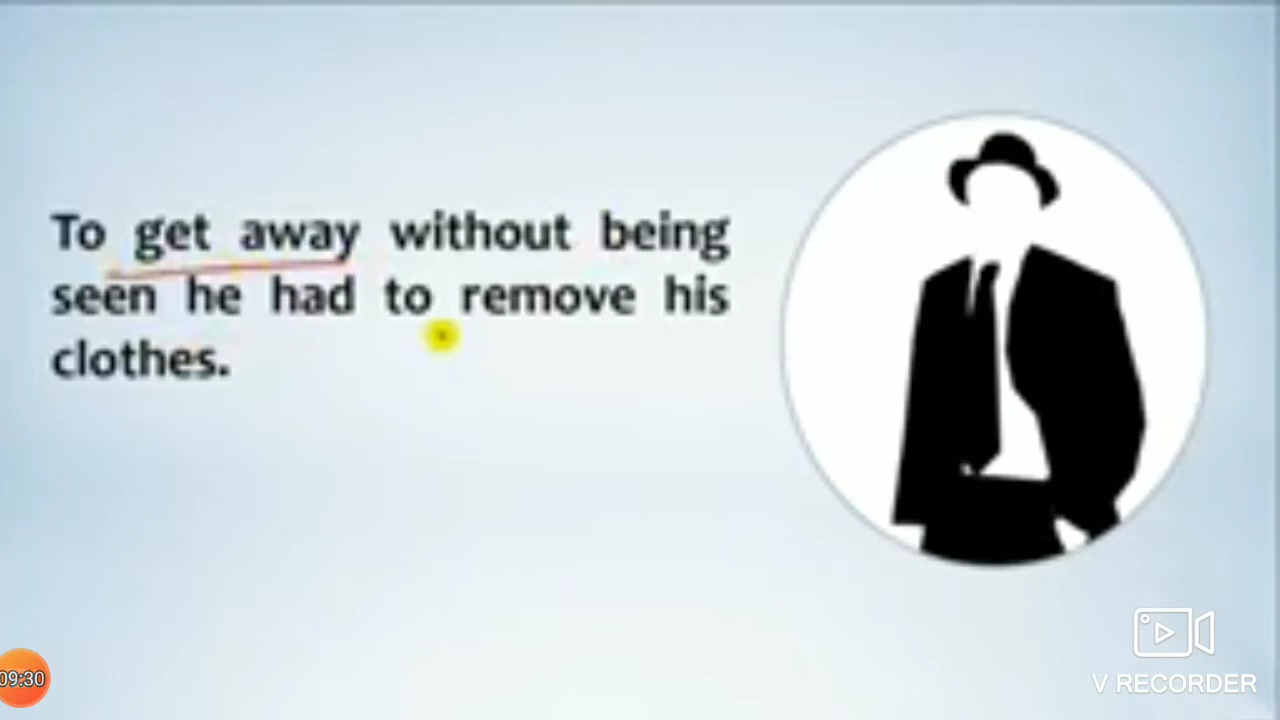 To get away without being
seen he had to remove his
clothes.
09:30
V RECORDER